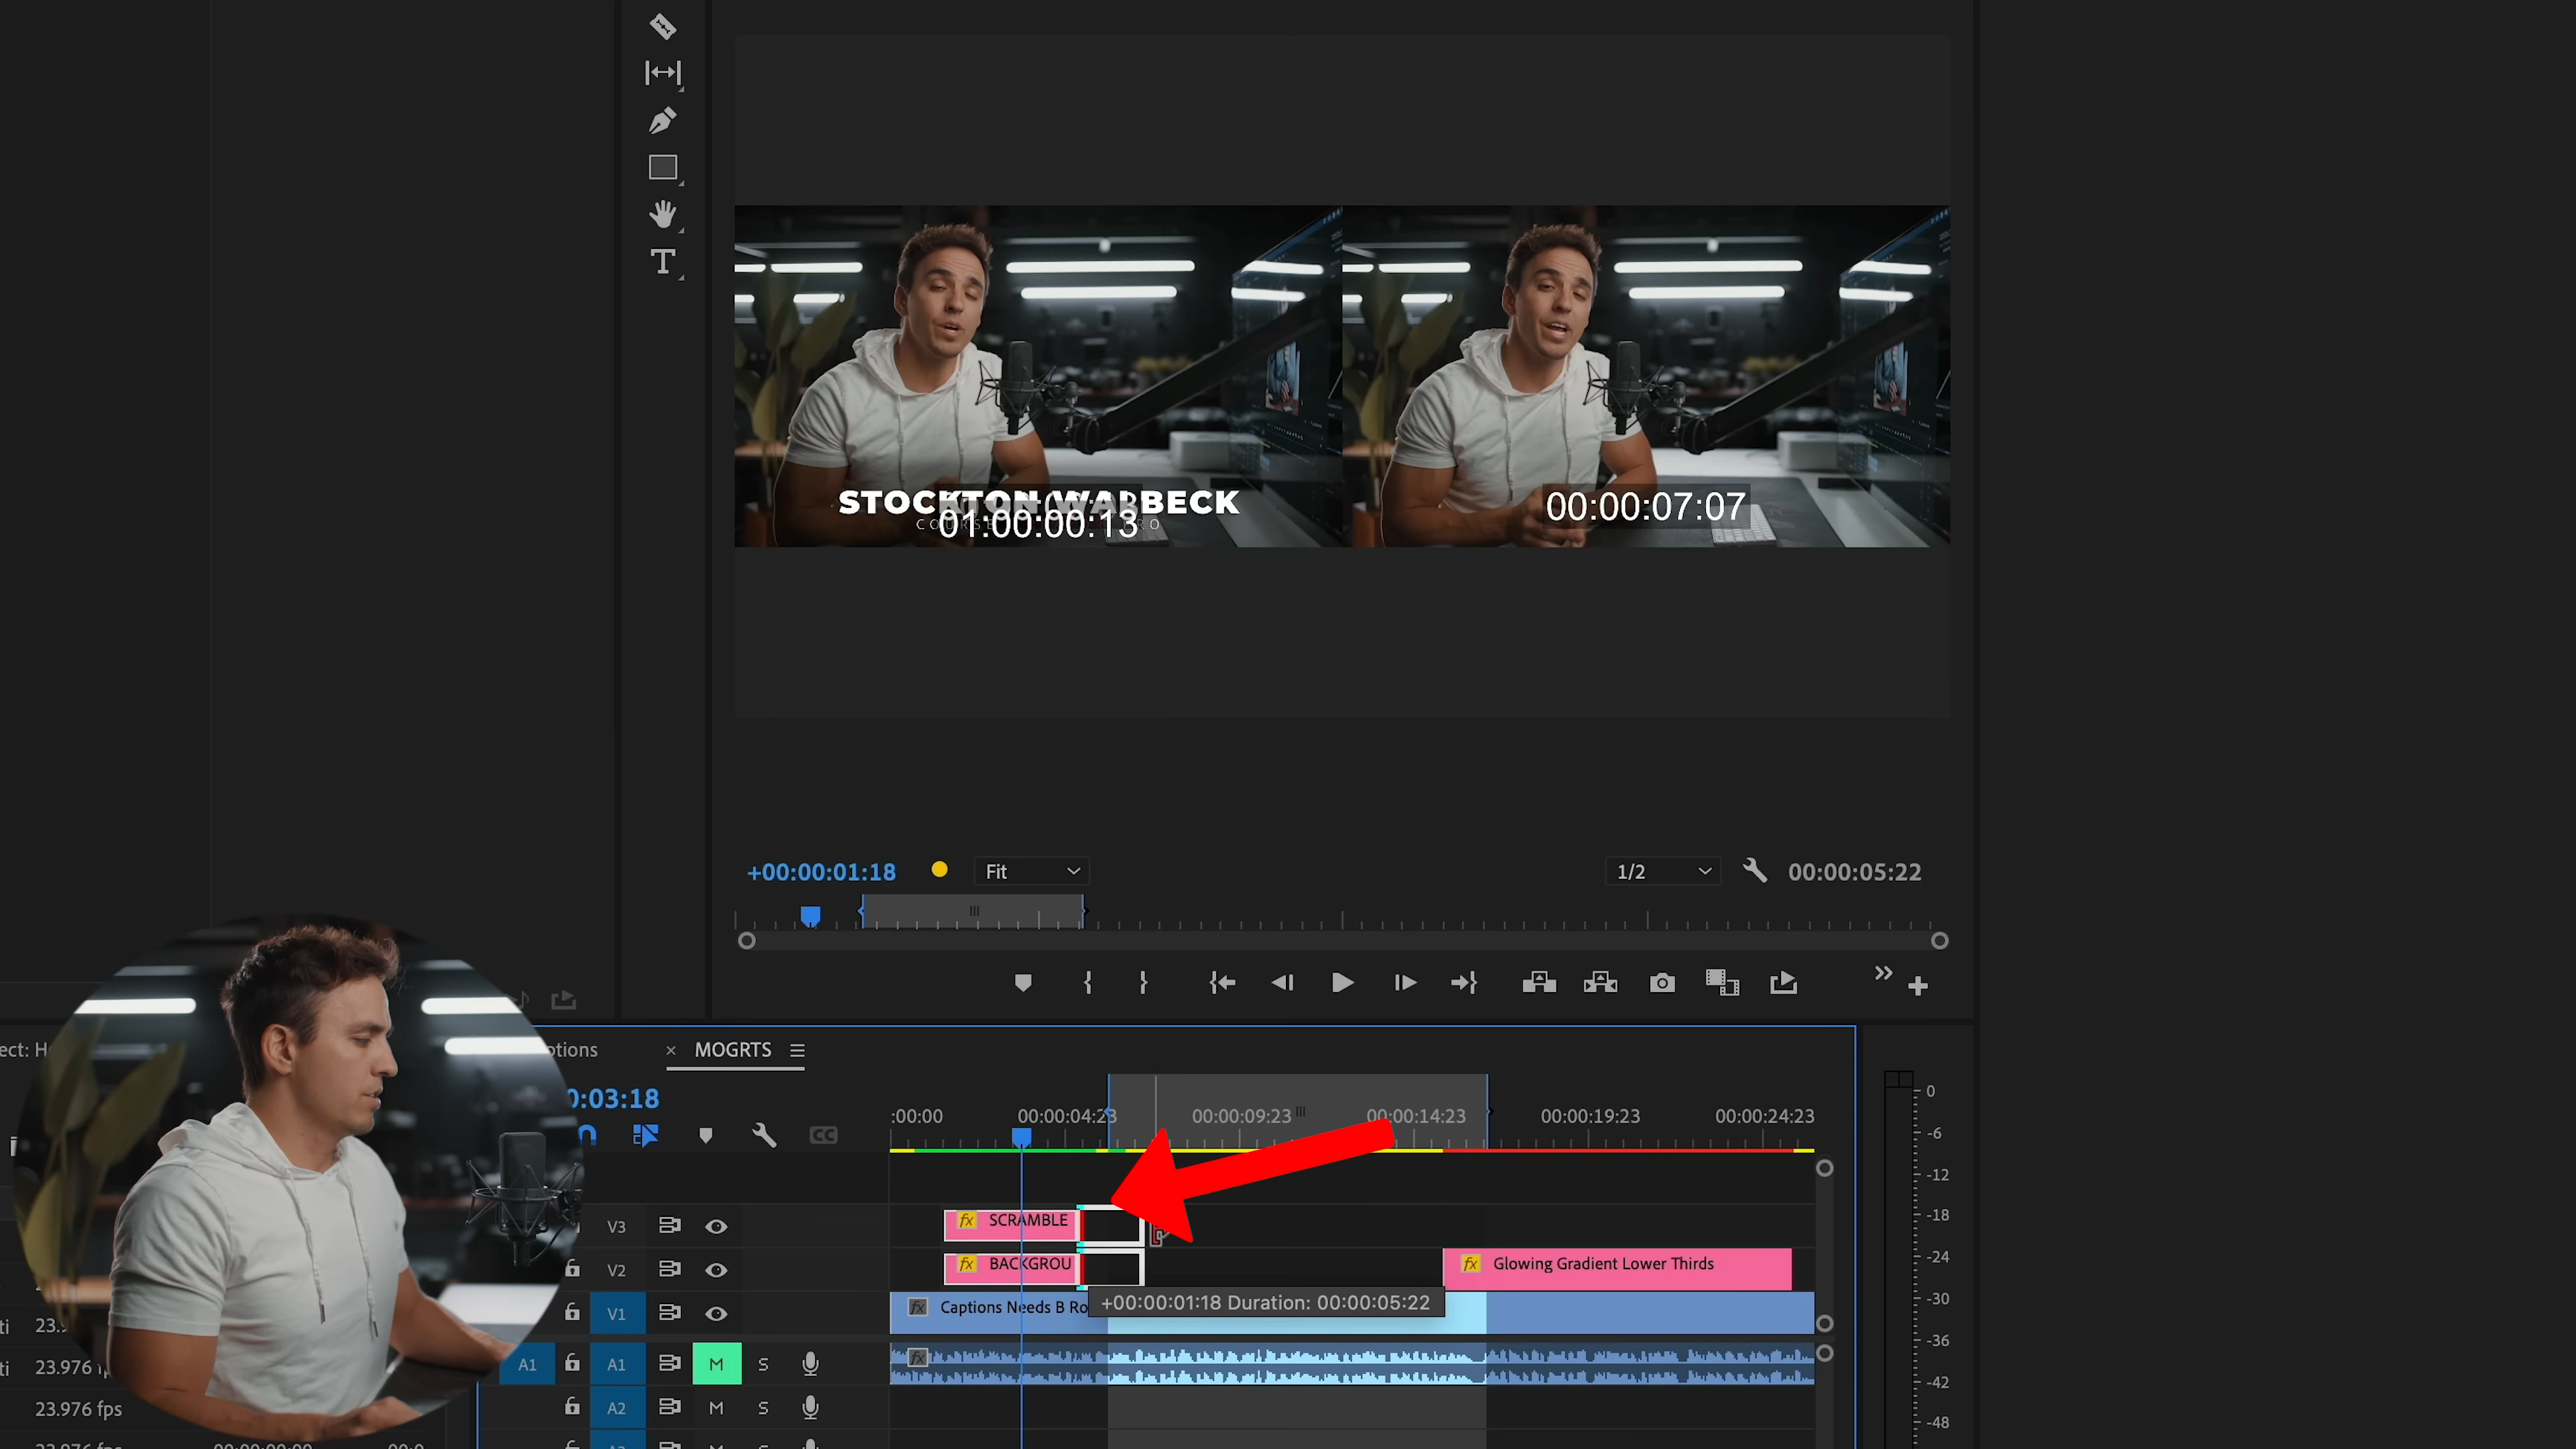 T
STOCKTON WARBECK
01:00:00:13
00:00:07:07
+00:00:01:18
Fit
1/2
00:00:05:22
ect: H
otions
× MOGRTS
0:03:18
:00:00
00:00:04:23
00:00:09:23
00:00:14:23
00:00:19:23
00:00:24:23
CC
0
-6
-12
-18
-24
-30
-36
-42
-48
V3
fx SCRAMBLE
V2
fx BACKGROU
fx Glowing Gradient Lower Thirds
V1
fx Captions Needs B Ro
+00:00:01:18 Duration: 00:00:05:22
A1
A1
M
S
fx
A2
M
S
23.
23.976
23.976 fps